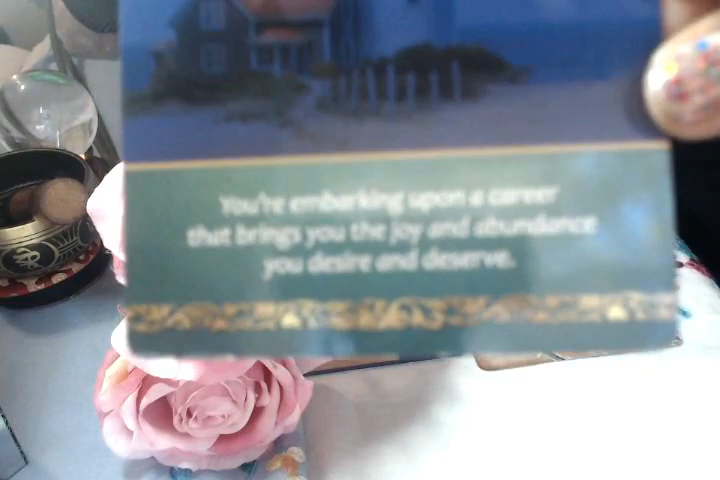 You're embarking upon a career
that brings you the joy and abundance
you desire and deserve.